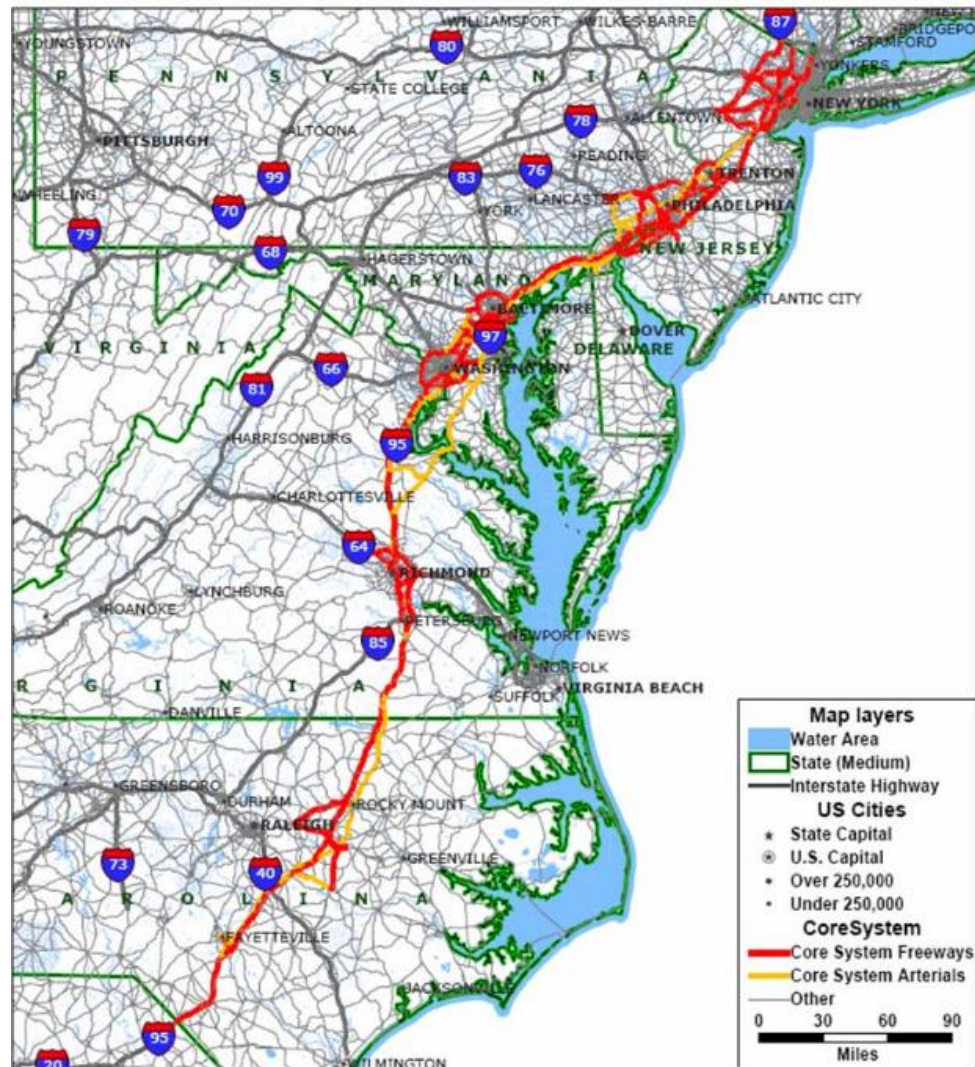 WILLIAMSPORT
WILKES-BARRE
87
BRIDGEPO
YOUNGSTOWN
80
STAMFORD
YONKERS
P E N N S Y L V A N I A
STATE COLLEGE
NEW YORK
78
ALLENTOWN
ALTOONA
PITTSBURGH
READING
99
83
76
TRENTON
WHEELING
LANCASTER
70
YORK
PHILADELPHIA
79
68
NEW JERSEY
HAGERSTOWN
MARYLAND
BALTIMORE
ATLANTIC CITY
97
DOVER
VIRGINIA
DELAWARE
66
WASHINGTON
81
HARRISONBURG
95
CHARLOTTESVILLE
64
RICHMOND
LYNCHBURG
ROANOKE
PETERSBURG
85
NEWPORT NEWS
NORFOLK
R G I N I A
SUFFOLK
VIRGINIA BEACH
DANVILLE
GREENSBORO
DURHAM
ROCKY MOUNT
RALEIGH
73
40
GREENVILLE
A R O L I N A
FAYETTEVILLE
JACKSONVILLE
95
20
WILMINGTON
Map layers
Water Area
State (Medium)
Interstate Highway
US Cities
State Capital
U.S. Capital
Over 250,000
Under 250,000
CoreSystem
Core System Freeways
Core System Arterials
Other
0 30 60 90
Miles